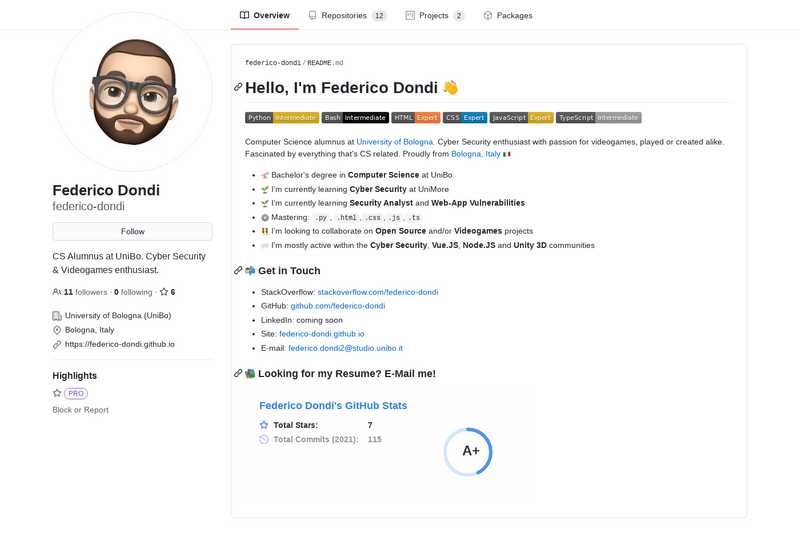 Overview Repositories 12 Projects 2 Packages
Federico Dondi
federico-dondi
Follow
CS Alumnus at UniBo. Cyber Security
& Videogames enthusiast.
11 followers · 0 following · 6
University of Bologna (UniBo)
Bologna, Italy
https://federico-dondi.github.io
Highlights
PRO
Block or Report
federico-dondi/README.md
Hello, I'm Federico Dondi 👋
Python Intermediate Bash Intermediate HTML Expert CSS Expert JavaScript Expert TypeScript Intermediate
Computer Science alumnus at University of Bologna. Cyber Security enthusiast with passion for videogames, played or created alike.
Fascinated by everything that's CS related. Proudly from Bologna, Italy 🇮🇹
Bachelor's degree in Computer Science at UniBo
I'm currently learning Cyber Security at UniMore
I'm currently learning Security Analyst and Web-App Vulnerabilities
Mastering: .py, .html, .css, .js, .ts
I'm looking to collaborate on Open Source and/or Videogames projects
I'm mostly active within the Cyber Security, Vue.JS, Node.JS and Unity 3D communities
Get in Touch
StackOverflow: stackoverflow.com/federico-dondi
GitHub: github.com/federico-dondi
LinkedIn: coming soon
Site: federico-dondi.github.io
E-mail: federico.dondi2@studio.unibo.it
Looking for my Resume? E-Mail me!
Federico Dondi's GitHub Stats
Total Stars: 7
Total Commits (2021): 115
A+